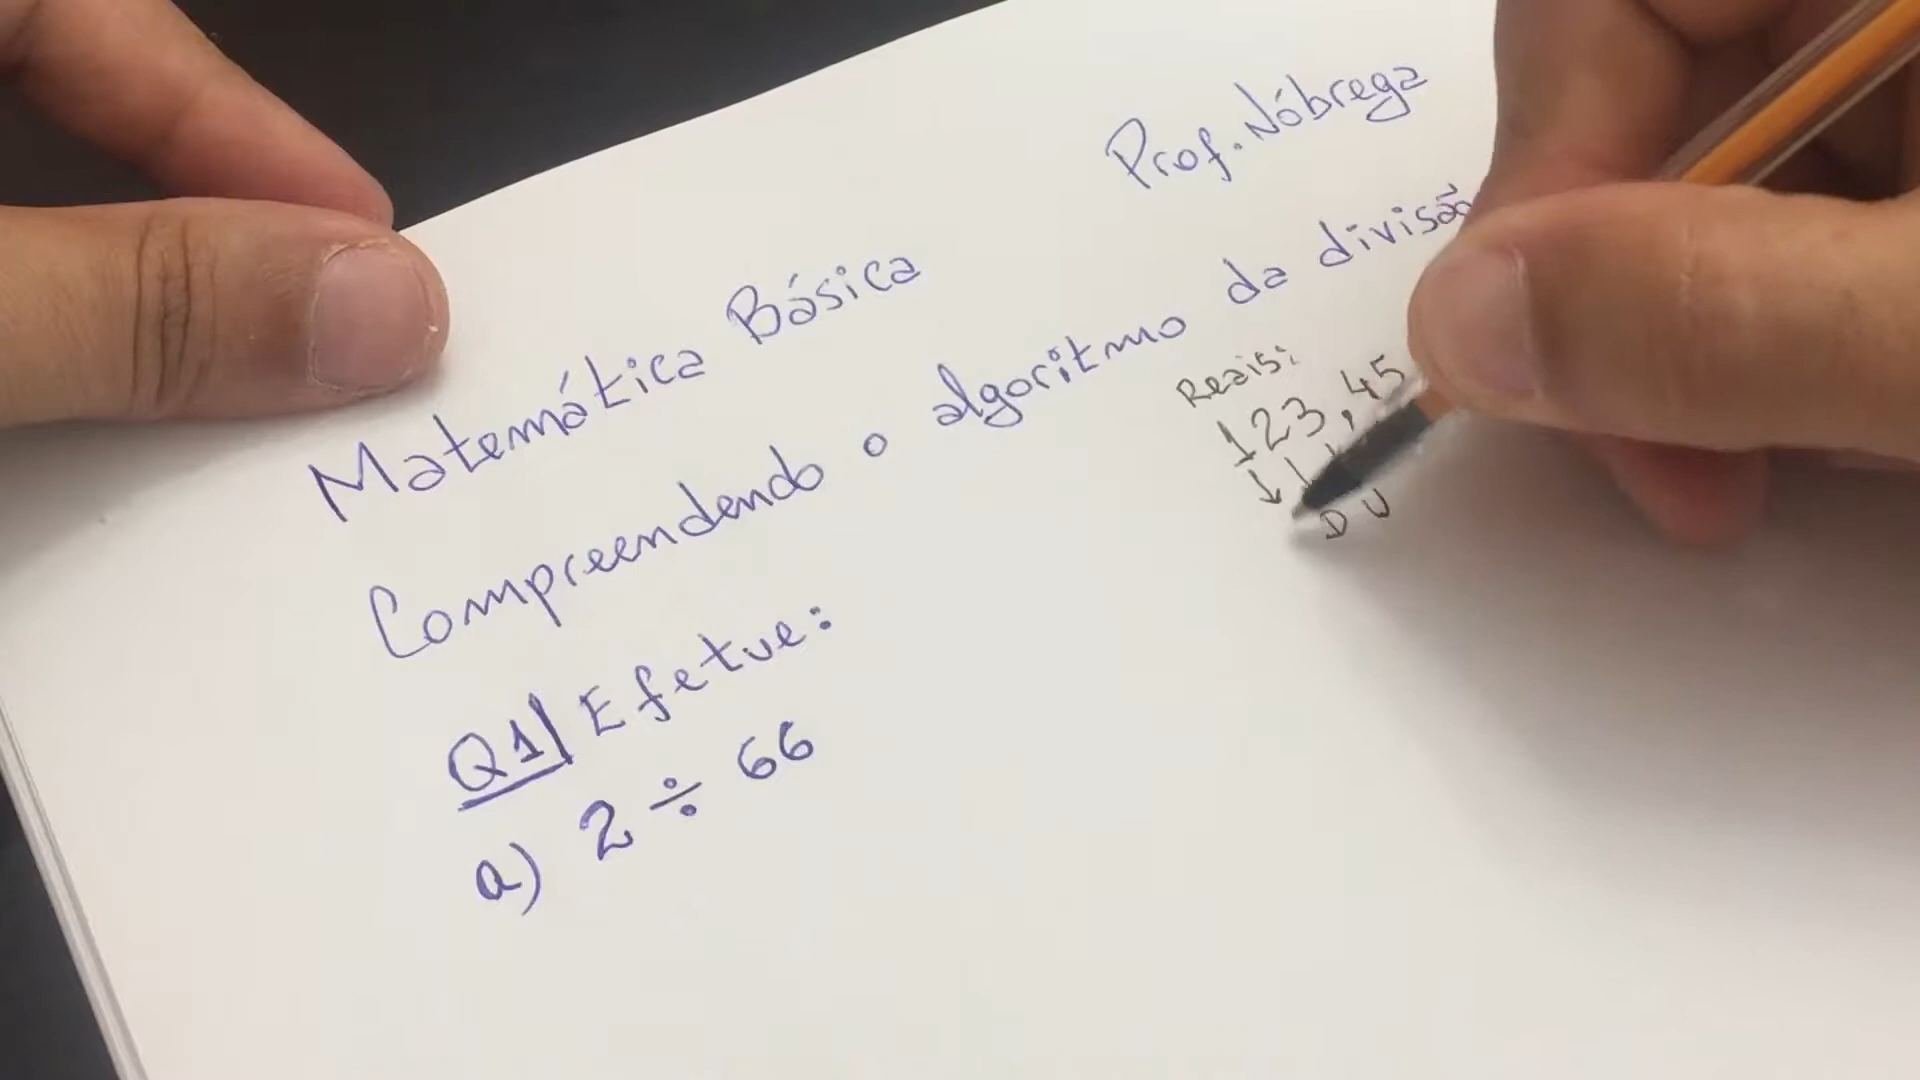 Prof. Nóbrega
Matemática Básica
Compreendendo o algoritmo da divisão
Reais:
123,45
D U
Q1) Efetue:
a) 2 ÷ 66